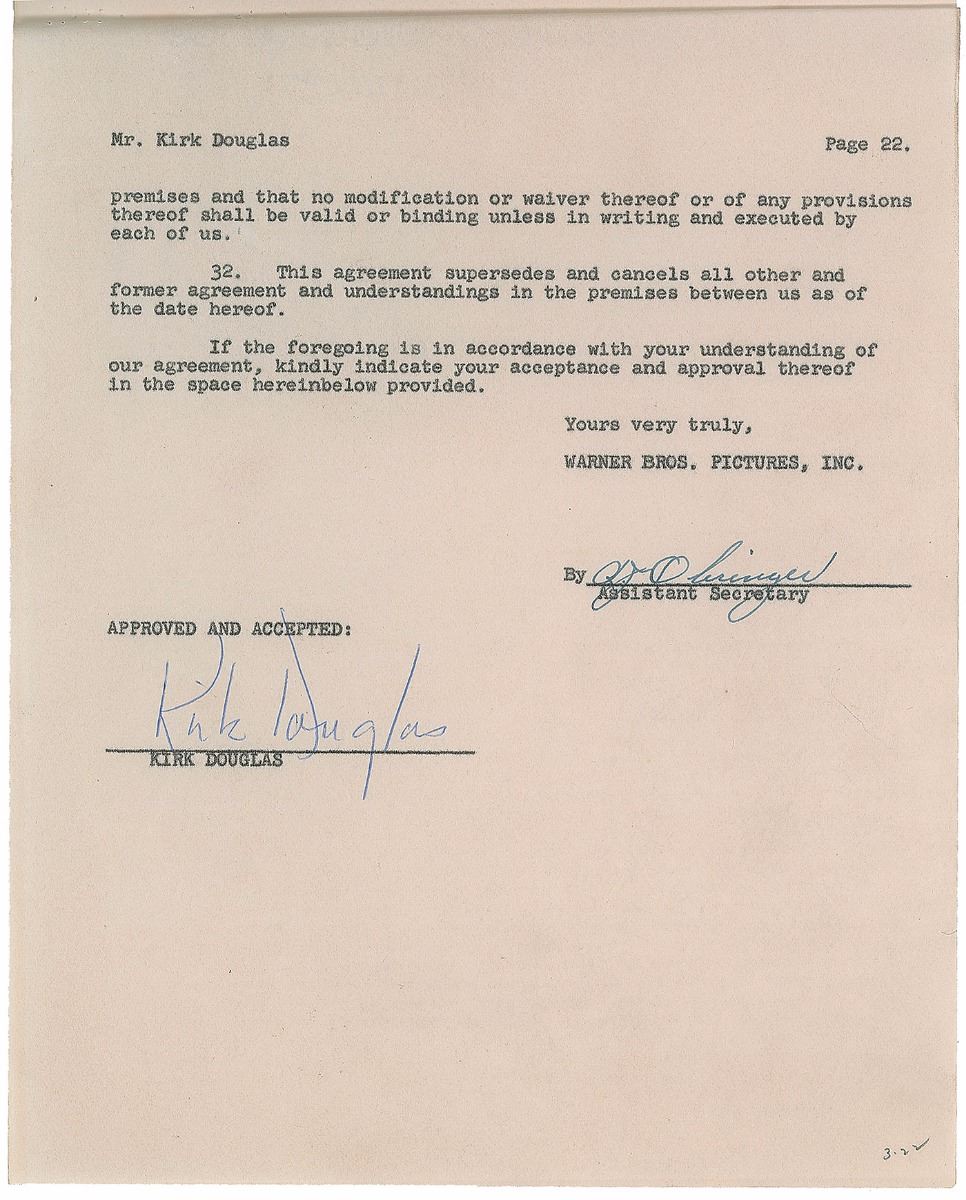 Mr. Kirk Douglas Page 22.
premises and that no modification or waiver thereof or of any provisions
thereof shall be valid or binding unless in writing and executed by
each of us.
32. This agreement supersedes and cancels all other and
former agreement and understandings in the premises between us as of
the date hereof.
If the foregoing is in accordance with your understanding of
our agreement, kindly indicate your acceptance and approval thereof
in the space hereinbelow provided.
Yours very truly,
WARNER BROS. PICTURES, INC.
By Obringer
Assistant Secretary
APPROVED AND ACCEPTED:
Kirk Douglas
KIRK DOUGLAS
3-22